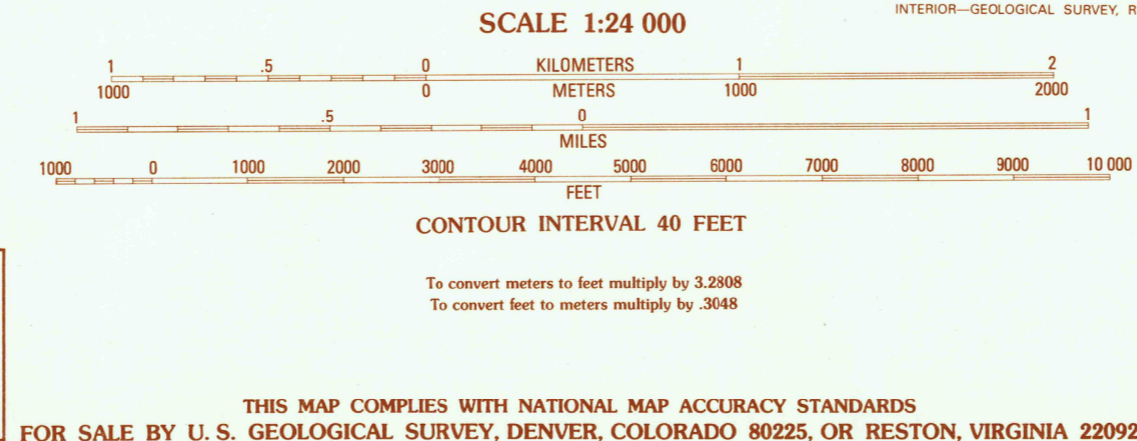 INTERIOR—GEOLOGICAL SURVEY, R
SCALE 1:24 000
1 .5 0 KILOMETERS 1 2
1000 0 METERS 1000 2000
1 .5 0 1
MILES
1000 0 1000 2000 3000 4000 5000 6000 7000 8000 9000 10 000
FEET
CONTOUR INTERVAL 40 FEET
To convert meters to feet multiply by 3.2808
To convert feet to meters multiply by .3048
THIS MAP COMPLIES WITH NATIONAL MAP ACCURACY STANDARDS
FOR SALE BY U. S. GEOLOGICAL SURVEY, DENVER, COLORADO 80225, OR RESTON, VIRGINIA 22092